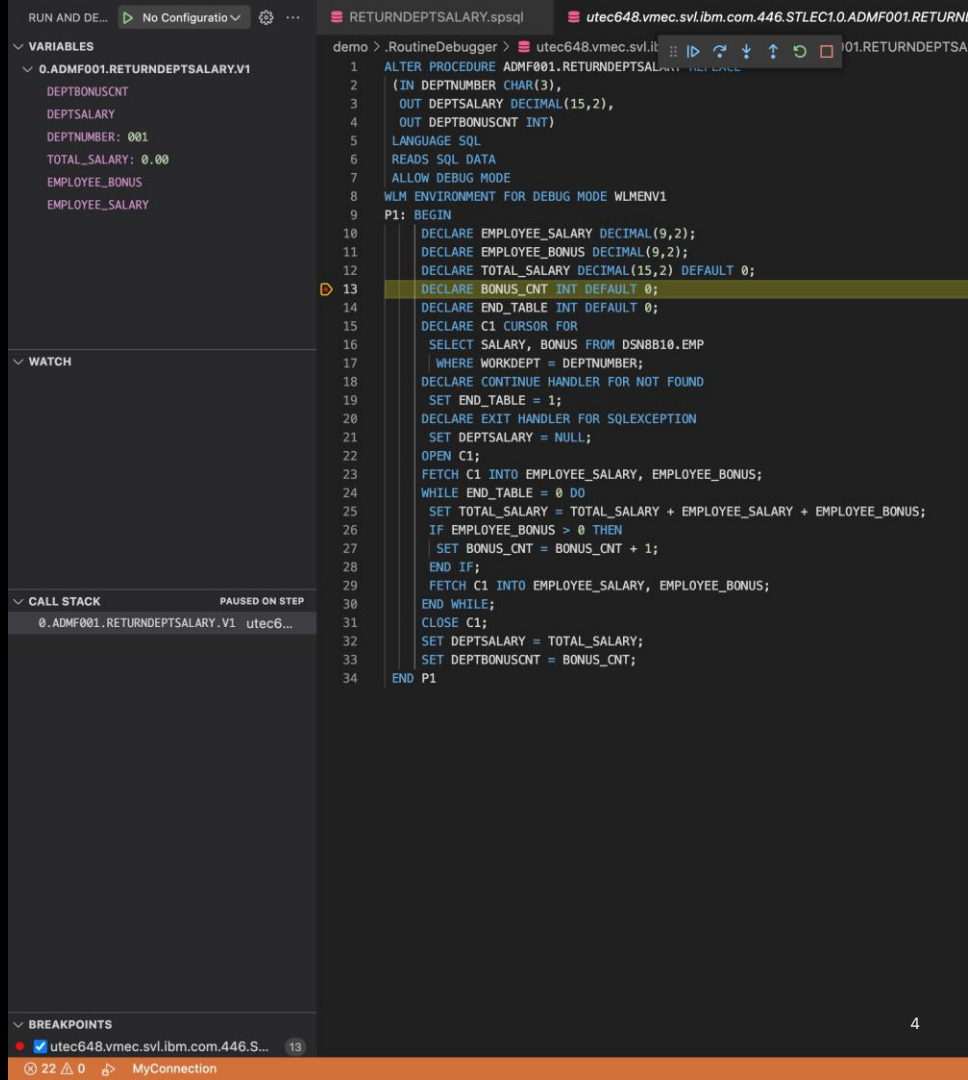 RUN AND DE... No Configuratio ...
VARIABLES
0.ADMF001.RETURNDEPTSALARY.V1
DEPTBONUSCNT
DEPTSALARY
DEPTNUMBER: 001
TOTAL_SALARY: 0.00
EMPLOYEE_BONUS
EMPLOYEE_SALARY
WATCH
CALL STACK PAUSED ON STEP
0.ADMF001.RETURNDEPTSALARY.V1 utec6...
BREAKPOINTS
utec648.vmec.svl.ibm.com.446.S... 13
RETURNDEPTSALARY.spsql utec648.vmec.svl.ibm.com.446.STLEC1.0.ADMF001.RETURND
demo > .RoutineDebugger > utec648.vmec.svl.ib 01.RETURNDEPTSA
1 ALTER PROCEDURE ADMF001.RETURNDEPTSALARY REPLACE
2 (IN DEPTNUMBER CHAR(3),
3 OUT DEPTSALARY DECIMAL(15,2),
4 OUT DEPTBONUSCNT INT)
5 LANGUAGE SQL
6 READS SQL DATA
7 ALLOW DEBUG MODE
8 WLM ENVIRONMENT FOR DEBUG MODE WLMENV1
9 P1: BEGIN
10 DECLARE EMPLOYEE_SALARY DECIMAL(9,2);
11 DECLARE EMPLOYEE_BONUS DECIMAL(9,2);
12 DECLARE TOTAL_SALARY DECIMAL(15,2) DEFAULT 0;
13 DECLARE BONUS_CNT INT DEFAULT 0;
14 DECLARE END_TABLE INT DEFAULT 0;
15 DECLARE C1 CURSOR FOR
16 SELECT SALARY, BONUS FROM DSN8B10.EMP
17 WHERE WORKDEPT = DEPTNUMBER;
18 DECLARE CONTINUE HANDLER FOR NOT FOUND
19 SET END_TABLE = 1;
20 DECLARE EXIT HANDLER FOR SQLEXCEPTION
21 SET DEPTSALARY = NULL;
22 OPEN C1;
23 FETCH C1 INTO EMPLOYEE_SALARY, EMPLOYEE_BONUS;
24 WHILE END_TABLE = 0 DO
25 SET TOTAL_SALARY = TOTAL_SALARY + EMPLOYEE_SALARY + EMPLOYEE_BONUS;
26 IF EMPLOYEE_BONUS > 0 THEN
27 SET BONUS_CNT = BONUS_CNT + 1;
28 END IF;
29 FETCH C1 INTO EMPLOYEE_SALARY, EMPLOYEE_BONUS;
30 END WHILE;
31 CLOSE C1;
32 SET DEPTSALARY = TOTAL_SALARY;
33 SET DEPTBONUSCNT = BONUS_CNT;
34 END P1
4
22 0 MyConnection